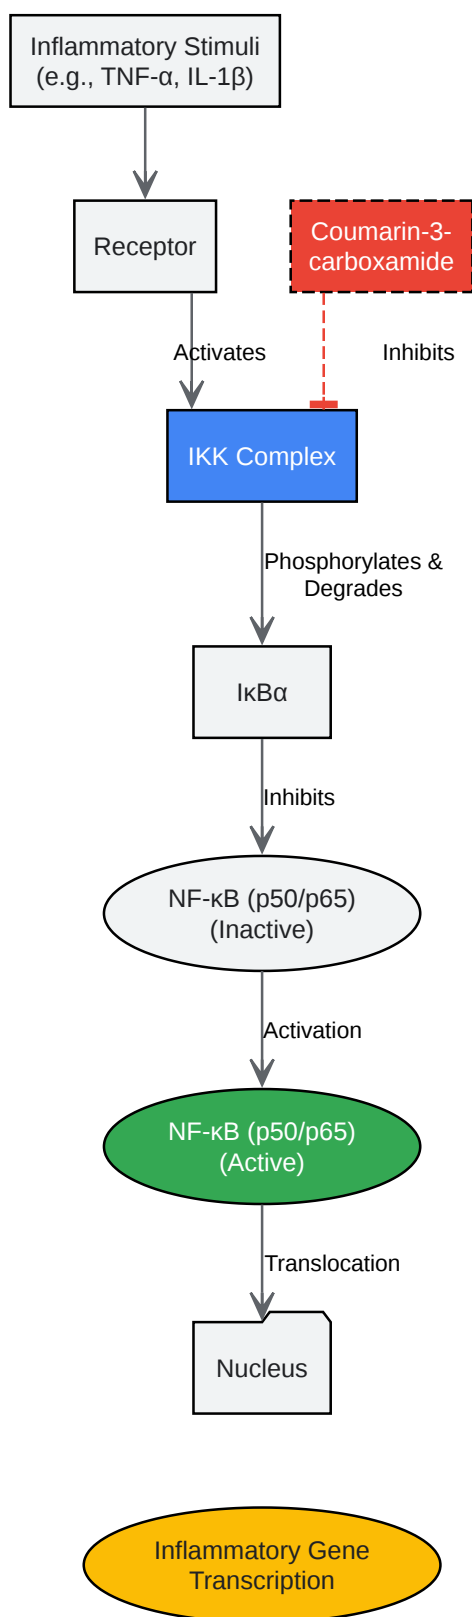 Inflammatory Stimuli
(e.g., TNF-α, IL-1β)
Receptor
Coumarin-3-
carboxamide
Activates
Inhibits
IKK Complex
Phosphorylates &
Degrades
IκBα
Inhibits
NF-κB (p50/p65)
(Inactive)
Activation
NF-κB (p50/p65)
(Active)
Translocation
Nucleus
Inflammatory Gene
Transcription